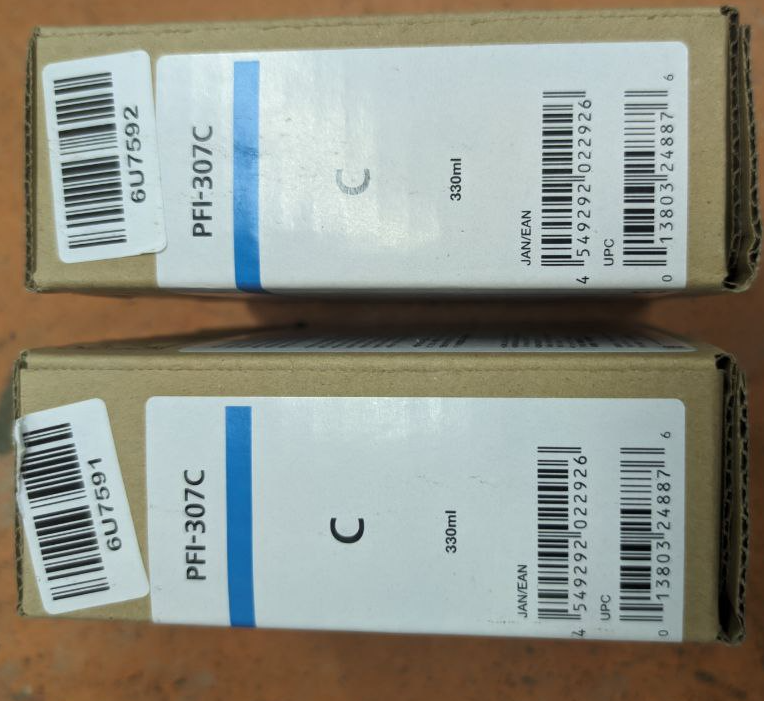 6U7592
PFI-307C
C
330ml
JAN/EAN
4 549292 022926
UPC
0 13803 24887 6
6U7591
PFI-307C
C
330ml
JAN/EAN
4 549292 022926
UPC
0 13803 24887 6